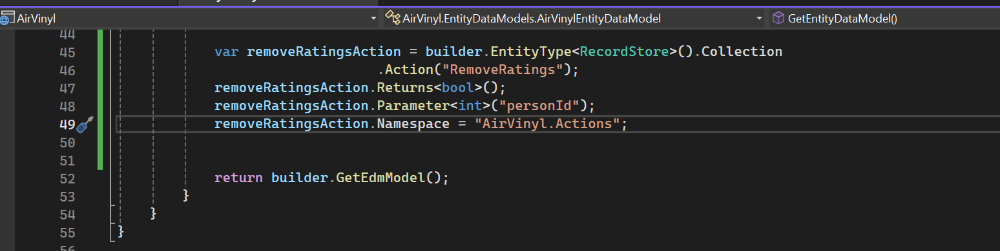 AirVinyl AirVinyl.EntityDataModels.AirVinylEntityDataModel GetEntityDataModel()
44
45 var removeRatingsAction = builder.EntityType<RecordStore>().Collection
46 .Action("RemoveRatings");
47 removeRatingsAction.Returns<bool>();
48 removeRatingsAction.Parameter<int>("personId");
49 removeRatingsAction.Namespace = "AirVinyl.Actions";
50
51
52 return builder.GetEdmModel();
53 }
54 }
55 }
56